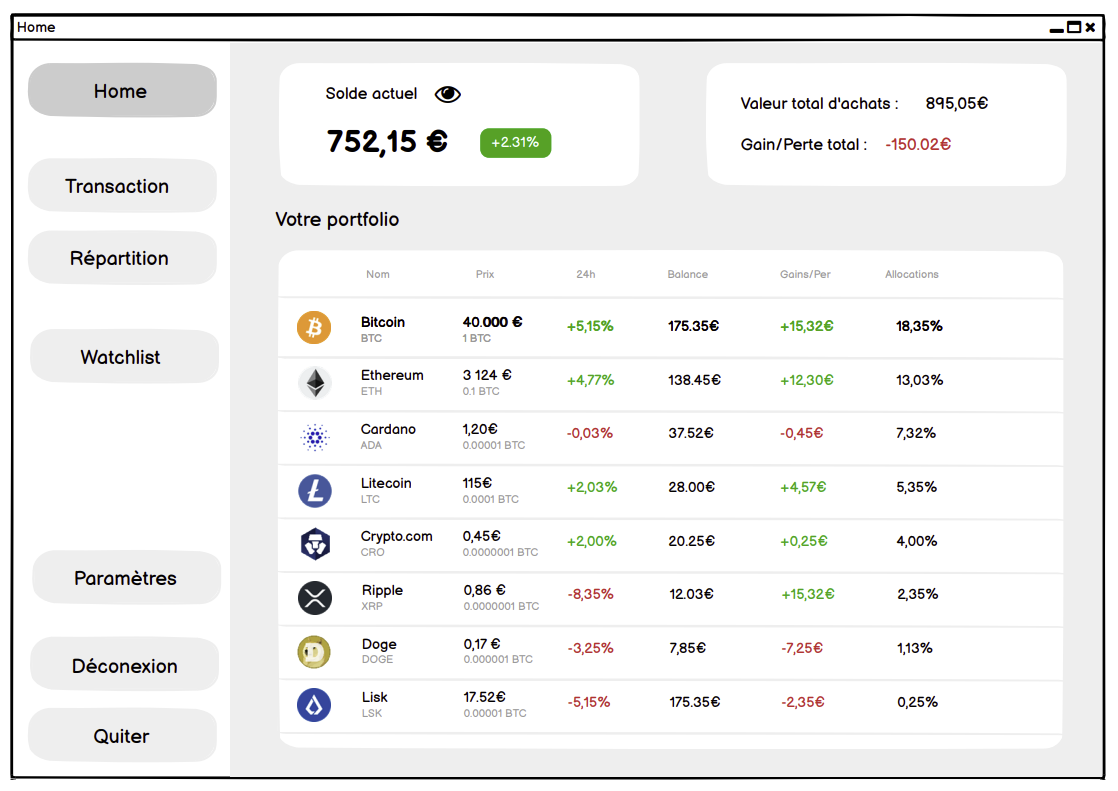 Home
Home
Transaction
Répartition
Watchlist
Paramètres
Déconexion
Quiter
Solde actuel
752,15 € +2.31%
Valeur total d'achats : 895,05€
Gain/Perte total : -150.02€
Votre portfolio
Nom Prix 24h Balance Gains/Per Allocations
Bitcoin 40.000 € +5,15% 175.35€ +15,32€ 18,35%
BTC 1 BTC
Ethereum 3 124 € +4,77% 138.45€ +12,30€ 13,03%
ETH 0.1 BTC
Cardano 1,20€ -0,03% 37.52€ -0,45€ 7,32%
ADA 0.00001 BTC
Litecoin 115€ +2,03% 28.00€ +4,57€ 5,35%
LTC 0.0001 BTC
Crypto.com 0,45€ +2,00% 20.25€ +0,25€ 4,00%
CRO 0.0000001 BTC
Ripple 0,86 € -8,35% 12.03€ +15,32€ 2,35%
XRP 0.0000001 BTC
Doge 0,17 € -3,25% 7,85€ -7,25€ 1,13%
DOGE 0.000001 BTC
Lisk 17.52€ -5,15% 175.35€ -2,35€ 0,25%
LSK 0.00001 BTC